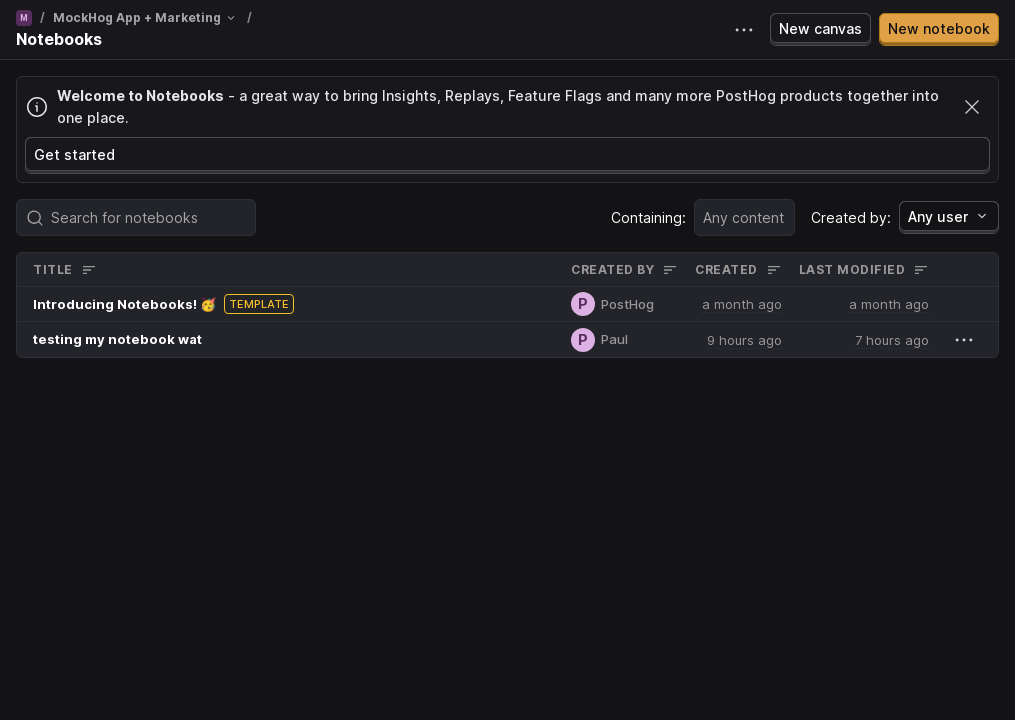 M / MockHog App + Marketing /
Notebooks
New canvas
New notebook
Welcome to Notebooks - a great way to bring Insights, Replays, Feature Flags and many more PostHog products together into
one place.
Get started
Search for notebooks
Containing: Any content
Created by: Any user
TITLE CREATED BY CREATED LAST MODIFIED
Introducing Notebooks! 🥳 TEMPLATE P PostHog a month ago a month ago
testing my notebook wat P Paul 9 hours ago 7 hours ago